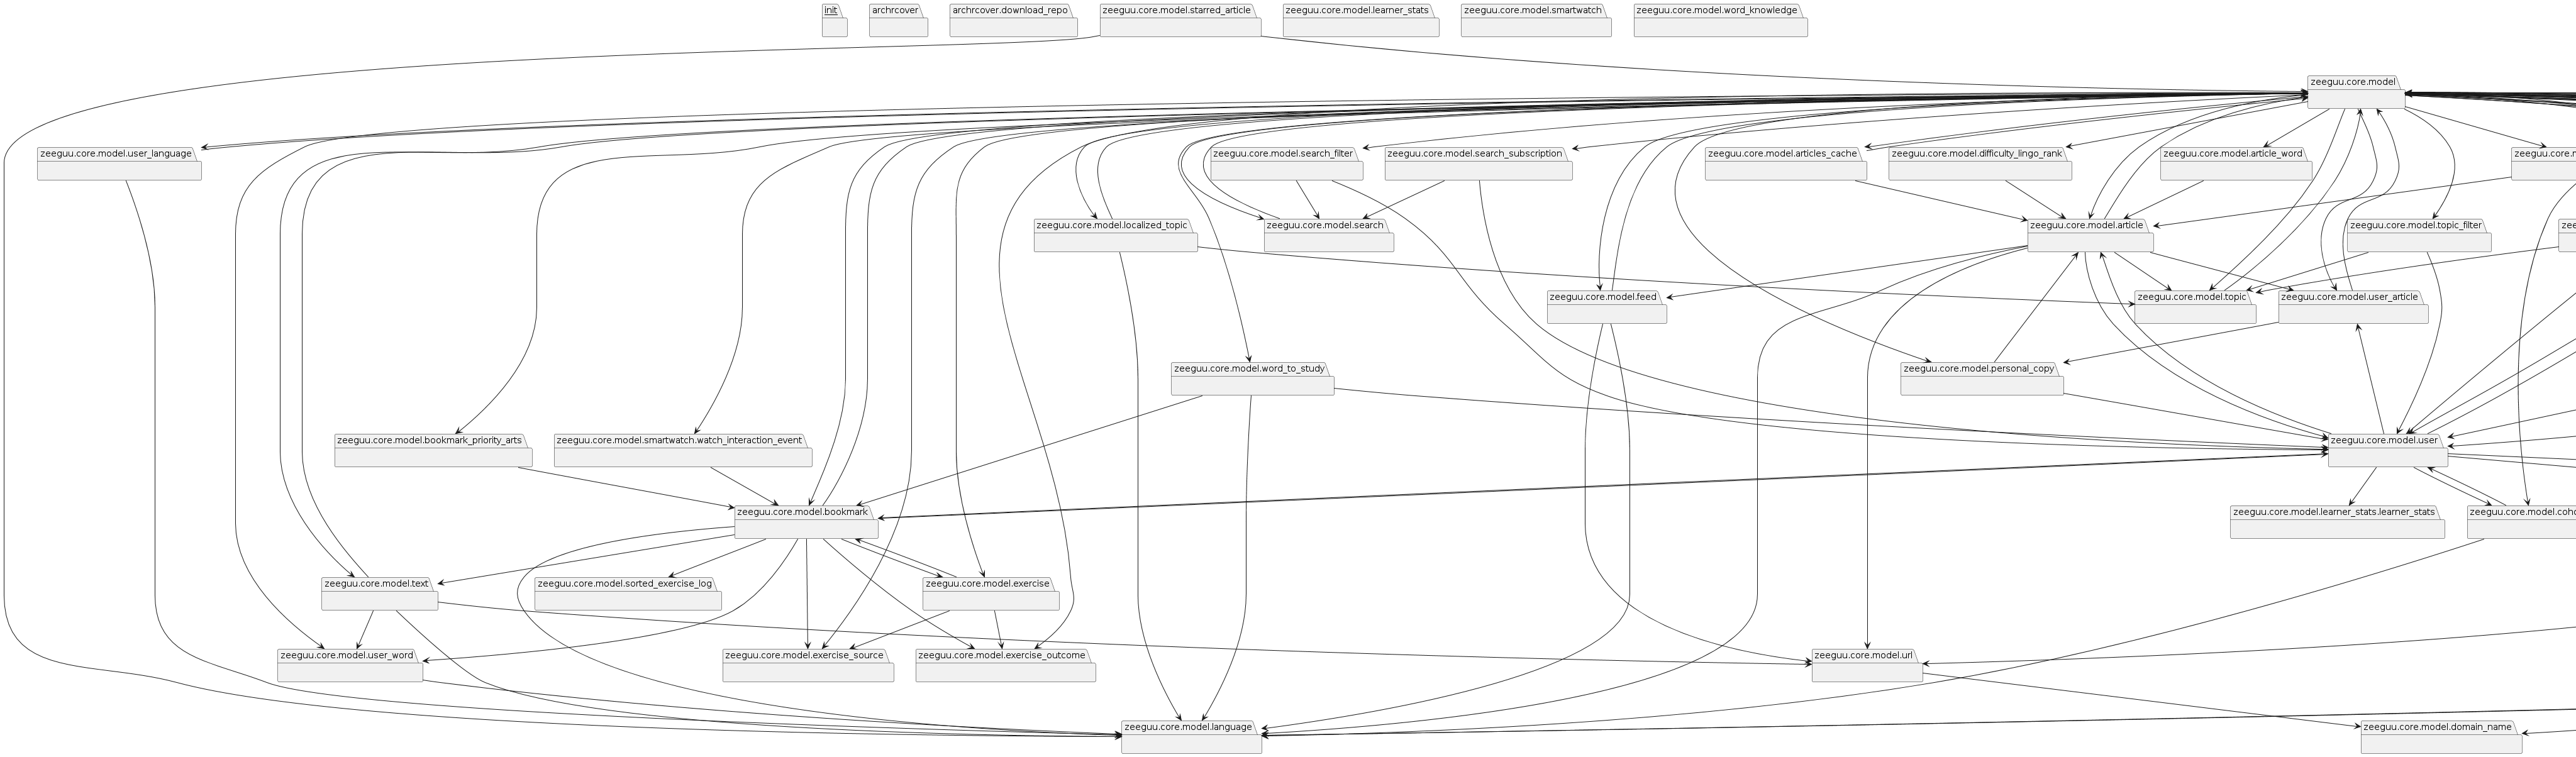 init
archrcover
archrcover.download_repo
zeeguu.core.model.starred_article
zeeguu.core.model.learner_stats
zeeguu.core.model.smartwatch
zeeguu.core.model.word_knowledge
zeeguu.core.model
zeeguu.core.model.user_language
zeeguu.core.model.search_filter
zeeguu.core.model.search_subscription
zeeguu.core.model.articles_cache
zeeguu.core.model.difficulty_lingo_rank
zeeguu.core.model.article_word
zeeguu.core.m
zeeguu.core.model.localized_topic
zeeguu.core.model.search
zeeguu.core.model.article
zeeguu.core.model.topic_filter
zee
zeeguu.core.model.feed
zeeguu.core.model.topic
zeeguu.core.model.user_article
zeeguu.core.model.word_to_study
zeeguu.core.model.personal_copy
zeeguu.core.model.bookmark_priority_arts
zeeguu.core.model.smartwatch.watch_interaction_event
zeeguu.core.model.user
zeeguu.core.model.bookmark
zeeguu.core.model.learner_stats.learner_stats
zeeguu.core.model.coho
zeeguu.core.model.text
zeeguu.core.model.sorted_exercise_log
zeeguu.core.model.exercise
zeeguu.core.model.user_word
zeeguu.core.model.exercise_source
zeeguu.core.model.exercise_outcome
zeeguu.core.model.url
zeeguu.core.model.language
zeeguu.core.model.domain_name